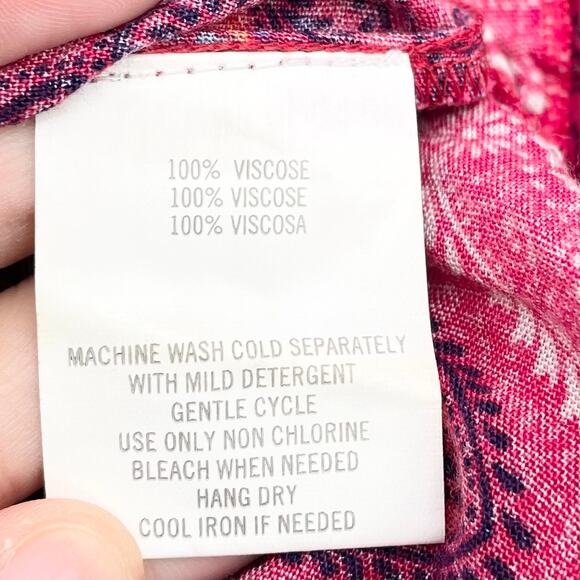 100% VISCOSE
100% VISCOSE
100% VISCOSA
MACHINE WASH COLD SEPARATELY
WITH MILD DETERGENT
GENTLE CYCLE
USE ONLY NON CHLORINE
BLEACH WHEN NEEDED
HANG DRY
COOL IRON IF NEEDED